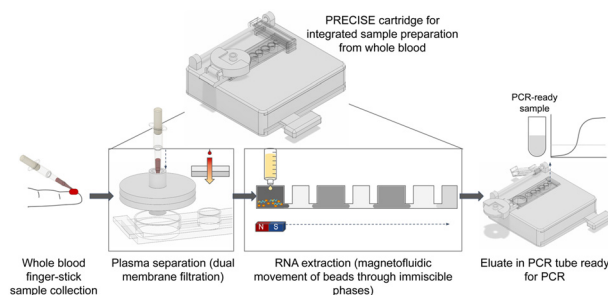 PRECISE cartridge for
integrated sample preparation
from whole blood
PCR-ready
sample
N S
Whole blood
finger-stick
sample collection
Plasma separation (dual
membrane filtration)
RNA extraction (magnetofluidic
movement of beads through immiscible
phases)
Eluate in PCR tube ready
for PCR